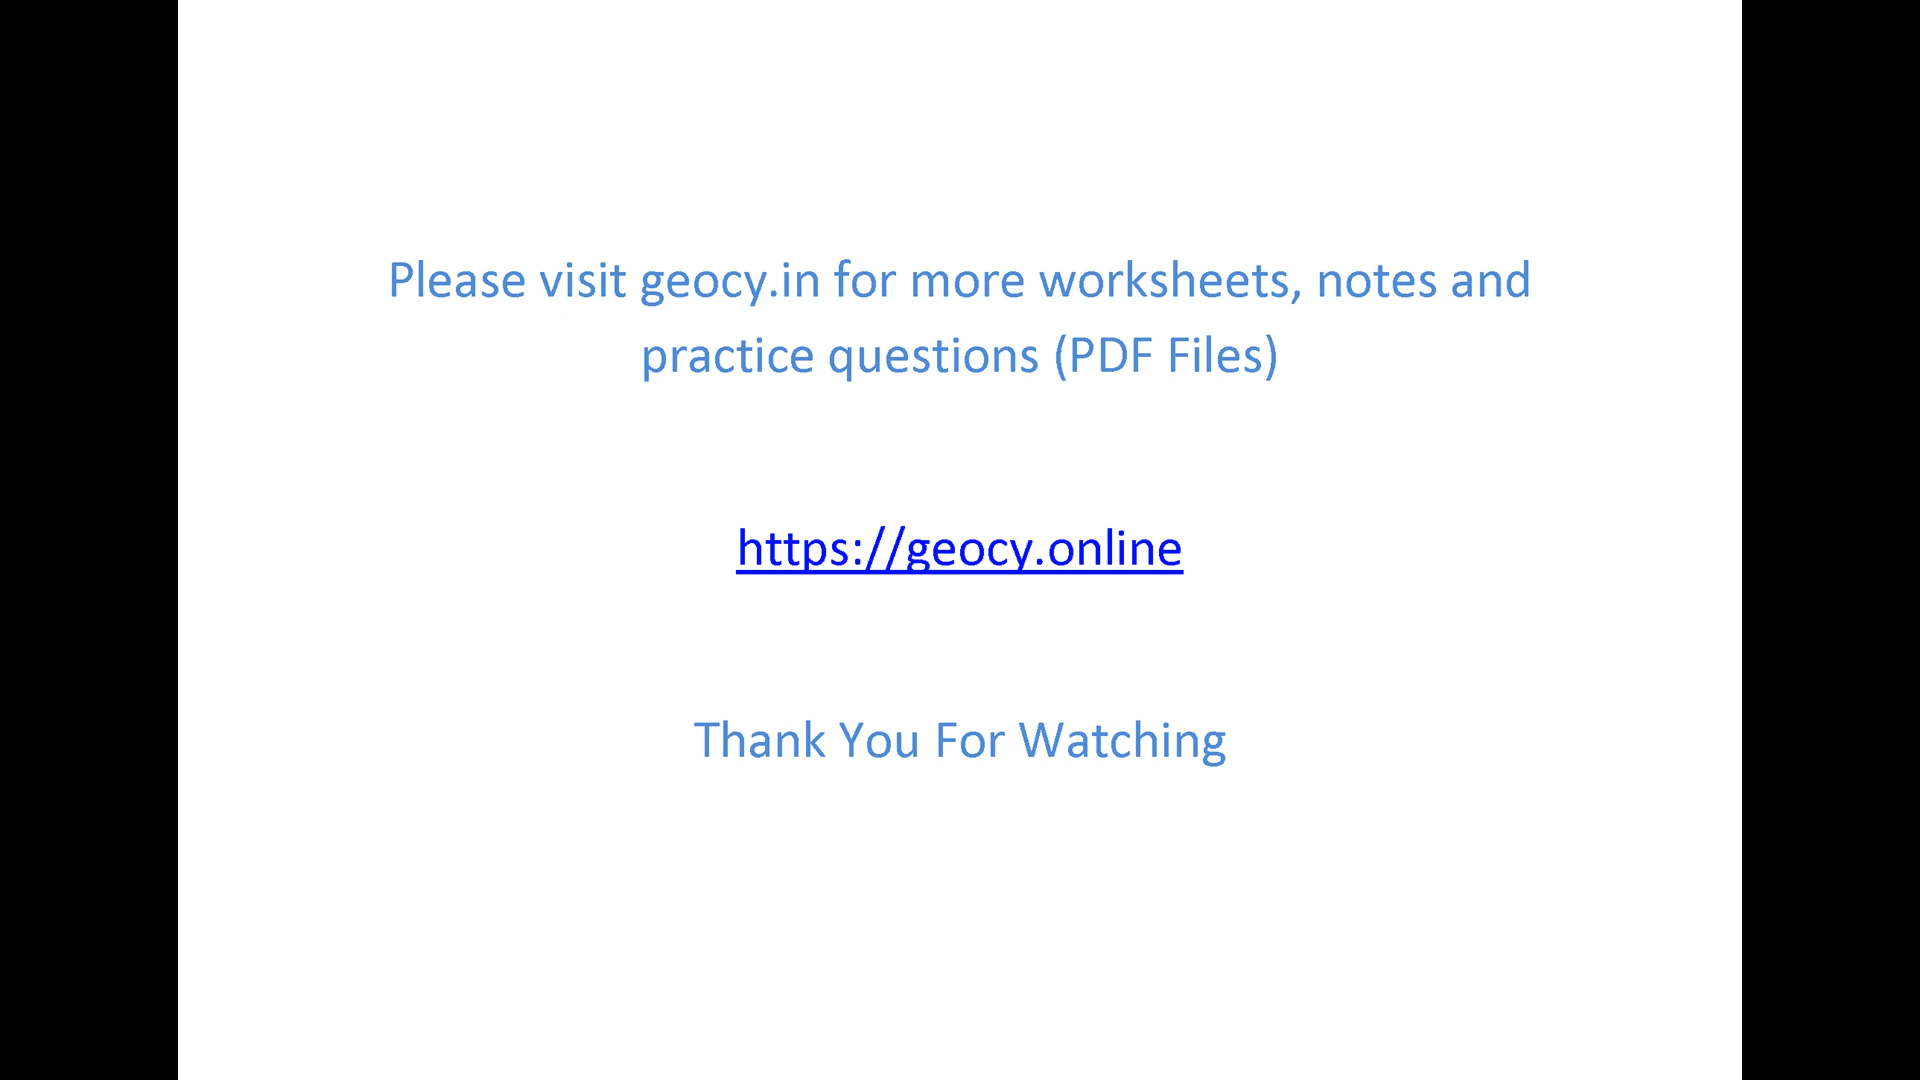 Please visit geocy.in for more worksheets, notes and
practice questions (PDF Files)
https://geocy.online
Thank You For Watching